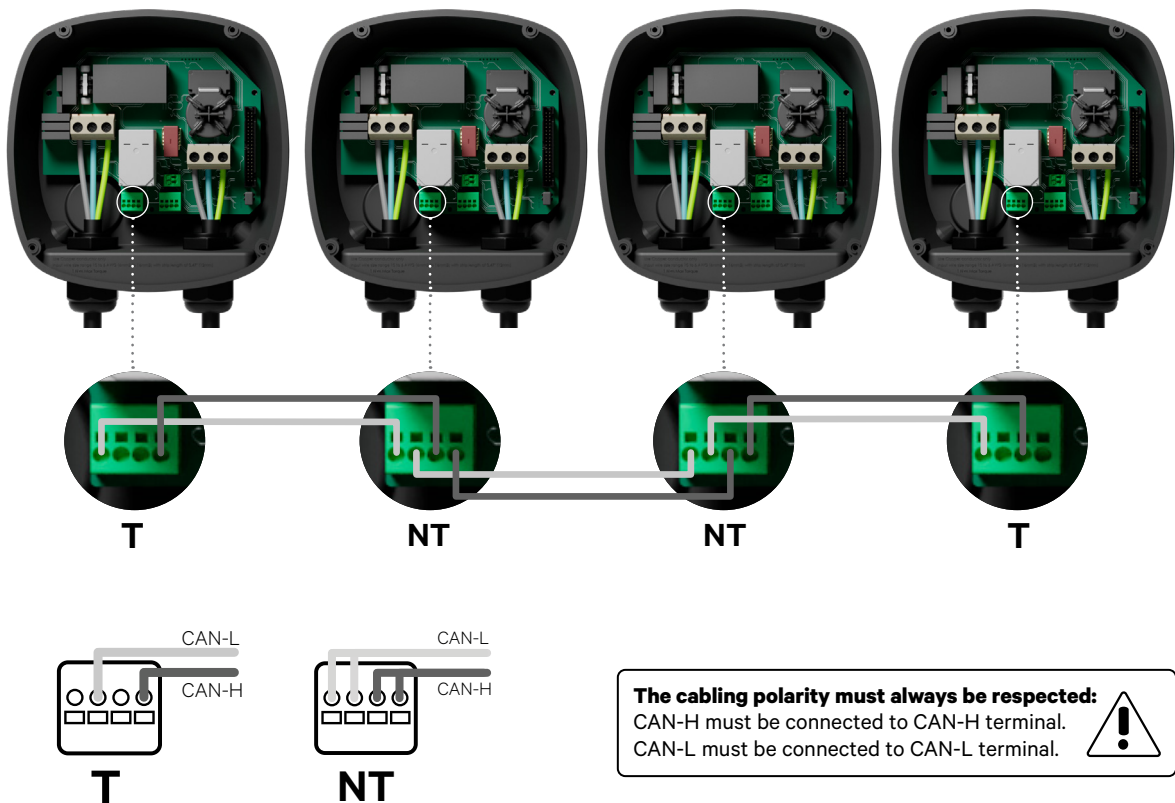 T
NT
NT
T
CAN-L
CAN-H
T
CAN-L
CAN-H
NT
The cabling polarity must always be respected:
CAN-H must be connected to CAN-H terminal.
CAN-L must be connected to CAN-L terminal.